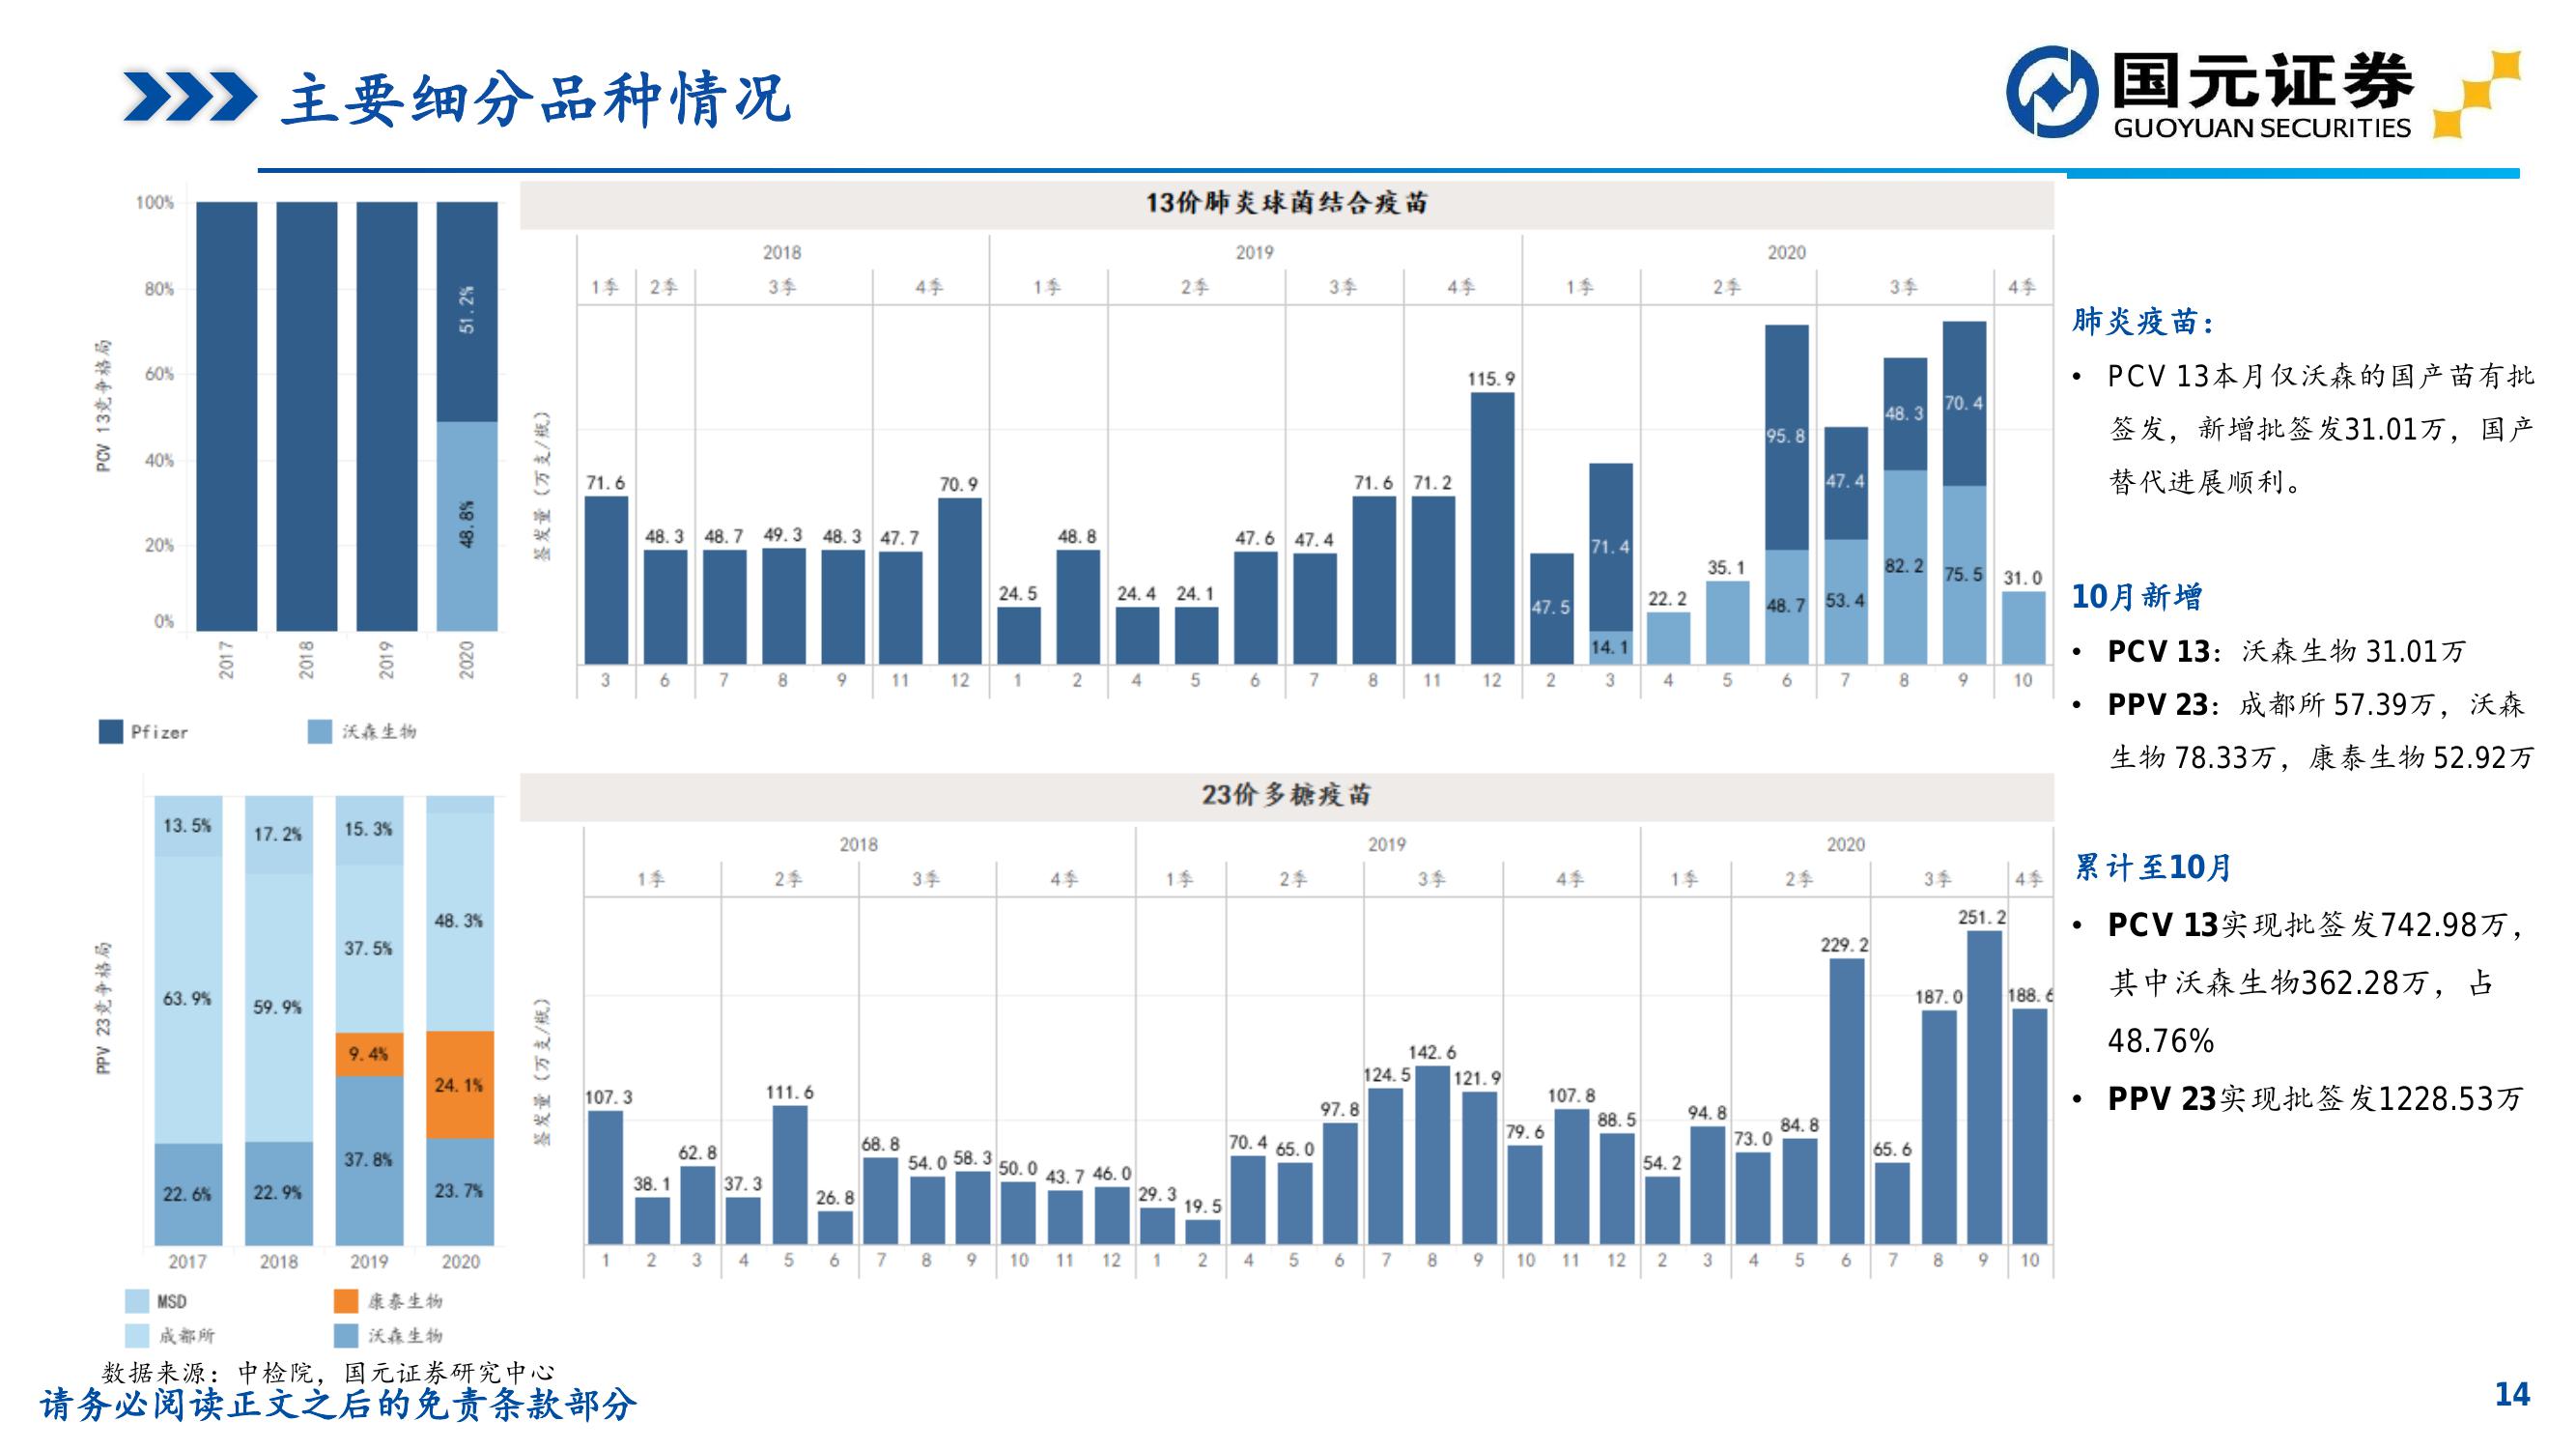 主要细分品种情况
国元证券
GUOYUAN SECURITIES
PCV 13竞争格局
100%
80%
60%
40%
20%
0%
51.2%
48.8%
2017
2018
2019
2020
Pfizer
沃森生物
13价肺炎球菌结合疫苗
2018 2019 2020
1季 2季 3季 4季 1季 2季 3季 4季 1季 2季 3季 4季
签发量（万支/瓶）
71.6 48.3 48.7 49.3 48.3 47.7 70.9 24.5 48.8 24.4 24.1 47.6 47.4 71.6 71.2 115.9 47.5 71.4 14.1 22.2 35.1 95.8 48.7 47.4 53.4 48.3 82.2 70.4 75.5 31.0
3 6 7 8 9 11 12 1 2 4 5 6 7 8 11 12 2 3 4 5 6 7 8 9 10
PPV 23竞争格局
13.5% 17.2% 15.3%
63.9% 59.9% 37.5% 48.3%
9.4% 24.1%
22.6% 22.9% 37.8% 23.7%
2017 2018 2019 2020
MSD 康泰生物
成都所 沃森生物
23价多糖疫苗
2018 2019 2020
1季 2季 3季 4季 1季 2季 3季 4季 1季 2季 3季 4季
签发量（万支/瓶）
107.3 38.1 62.8 37.3 111.6 26.8 68.8 54.0 58.3 50.0 43.7 46.0 29.3 19.5 70.4 65.0 97.8 124.5 142.6 121.9 79.6 107.8 88.5 54.2 94.8 73.0 84.8 229.2 65.6 187.0 251.2 188.6
1 2 3 4 5 6 7 8 9 10 11 12 1 2 4 5 6 7 8 9 10 11 12 2 3 4 5 6 7 8 9 10
肺炎疫苗：
• PCV 13本月仅沃森的国产苗有批
签发，新增批签发31.01万，国产
替代进展顺利。
10月新增
• PCV 13：沃森生物 31.01万
• PPV 23：成都所 57.39万，沃森
生物 78.33万，康泰生物 52.92万
累计至10月
• PCV 13实现批签发742.98万，
其中沃森生物362.28万，占
48.76%
• PPV 23实现批签发1228.53万
数据来源：中检院，国元证券研究中心
请务必阅读正文之后的免责条款部分
14